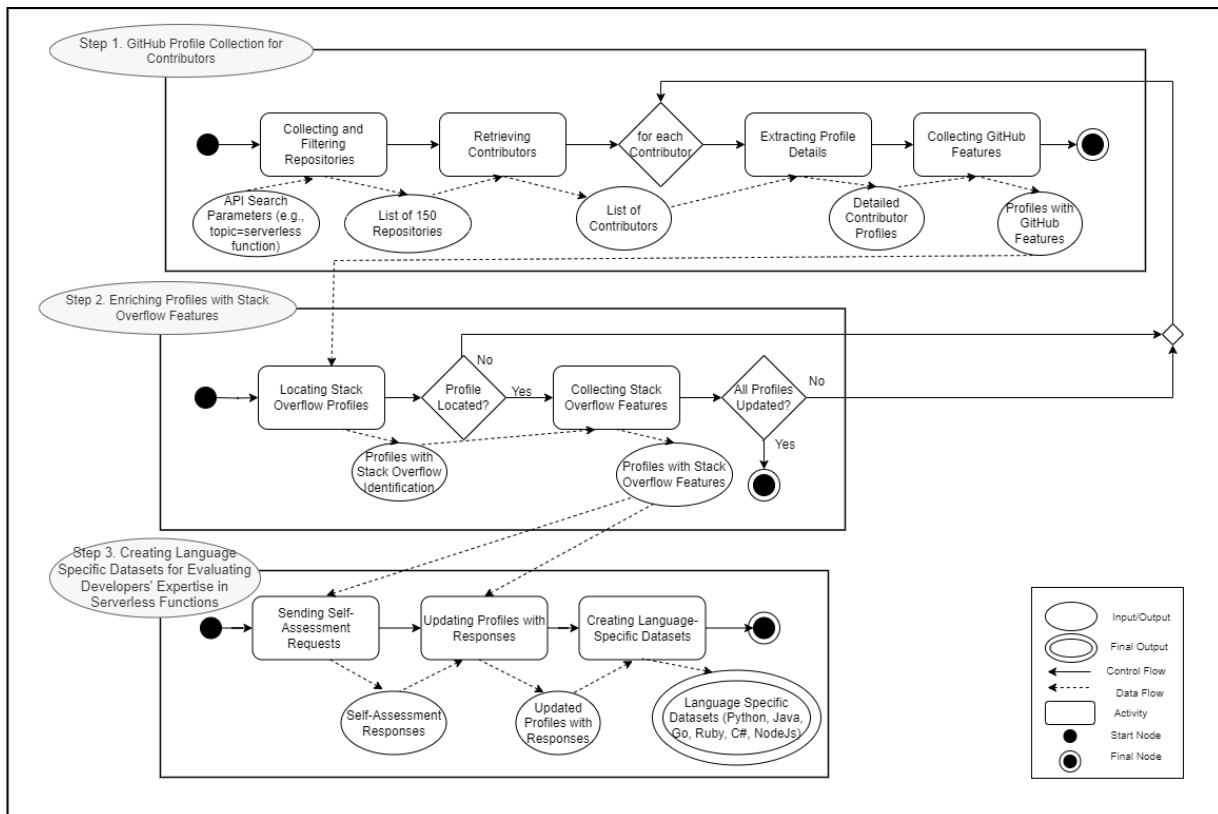 Step 1. GitHub Profile Collection for
Contributors
Collecting and
Filtering
Repositories
Retrieving
Contributors
for each
Contributor
Extracting Profile
Details
Collecting GitHub
Features
API Search
Parameters (e.g.,
topic=serverless
function)
List of 150
Repositories
List of
Contributors
Detailed
Contributor
Profiles
Profiles with
GitHub
Features
Step 2. Enriching Profiles with Stack
Overflow Features
Locating Stack
Overflow Profiles
Profile
Located?
No
Yes
Collecting Stack
Overflow Features
All Profiles
Updated?
No
Yes
Profiles with
Stack Overflow
Identification
Profiles with Stack
Overflow Features
Step 3. Creating Language
Specific Datasets for Evaluating
Developers' Expertise in
Serverless Functions
Sending Self-
Assessment
Requests
Updating Profiles with
Responses
Creating Language-
Specific Datasets
Self-Assessment
Responses
Updated
Profiles with
Responses
Language Specific
Datasets (Python, Java,
Go, Ruby, C#, NodeJs)
Input/Output
Final Output
Control Flow
Data Flow
Activity
Start Node
Final Node